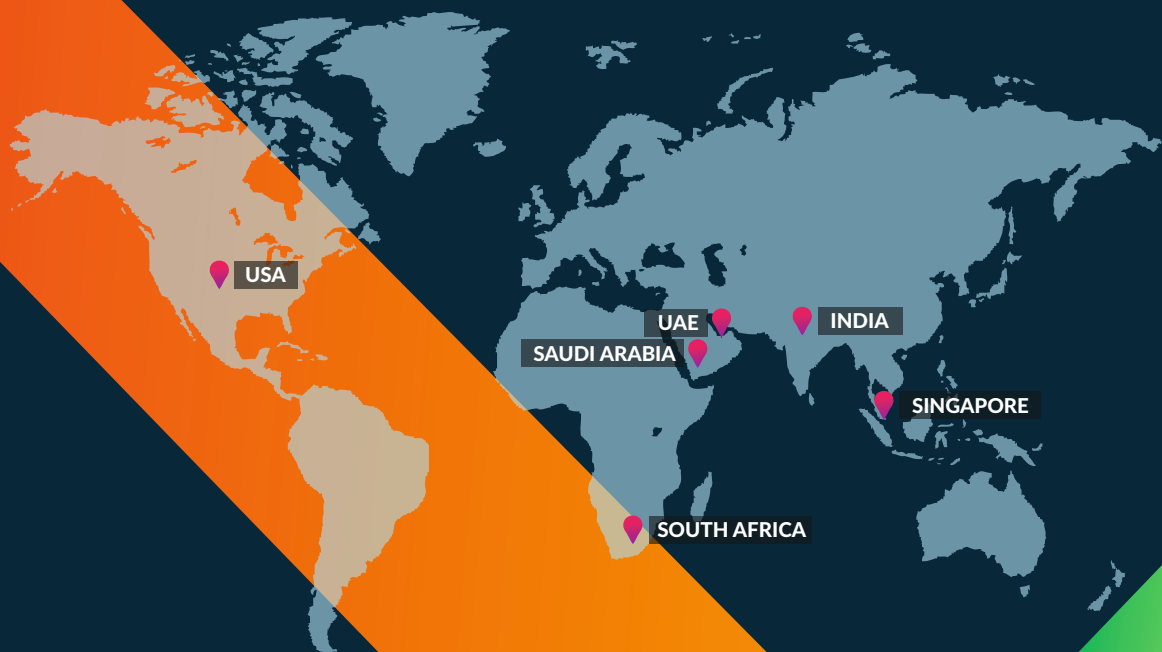 USA
UAE
INDIA
SAUDI ARABIA
SINGAPORE
SOUTH AFRICA